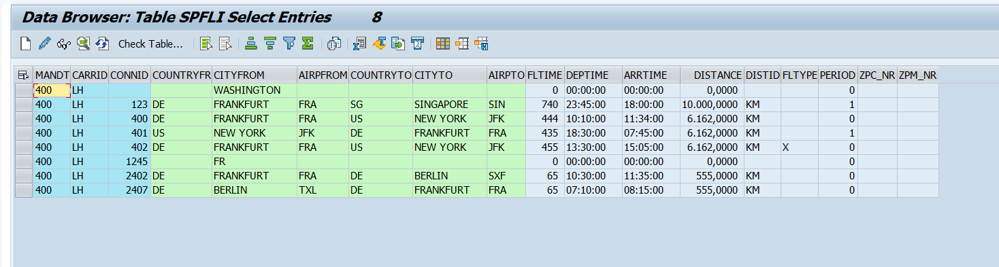 Data Browser: Table SPFLI Select Entries 8
Check Table...
MANDT CARRID CONNID COUNTRYFR CITYFROM AIRPFROM COUNTRYTO CITYTO AIRPTO FLTIME DEPTIME ARRTIME DISTANCE DISTID FLTYPE PERIOD ZPC_NR ZPM_NR
400 LH WASHINGTON 0 00:00:00 00:00:00 0,0000 0
400 LH 123 DE FRANKFURT FRA SG SINGAPORE SIN 740 23:45:00 18:00:00 10.000,0000 KM 1
400 LH 400 DE FRANKFURT FRA US NEW YORK JFK 444 10:10:00 11:34:00 6.162,0000 KM 0
400 LH 401 US NEW YORK JFK DE FRANKFURT FRA 435 18:30:00 07:45:00 6.162,0000 KM 1
400 LH 402 DE FRANKFURT FRA US NEW YORK JFK 455 13:30:00 15:05:00 6.162,0000 KM X 0
400 LH 1245 FR 0 00:00:00 00:00:00 0,0000 0
400 LH 2402 DE FRANKFURT FRA DE BERLIN SXF 65 10:30:00 11:35:00 555,0000 KM 0
400 LH 2407 DE BERLIN TXL DE FRANKFURT FRA 65 07:10:00 08:15:00 555,0000 KM 0